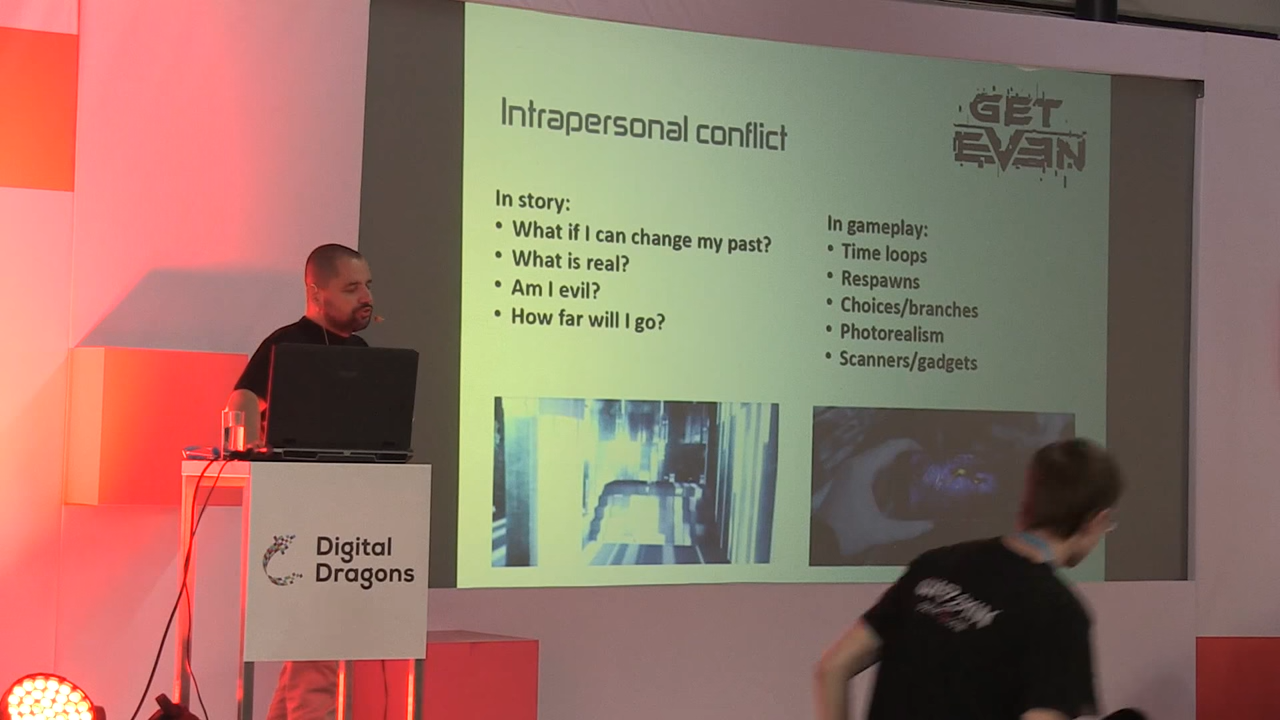 Intrapersonal conflict
GET
EVEN
In story:
• What if I can change my past?
• What is real?
• Am I evil?
• How far will I go?
In gameplay:
• Time loops
• Respawns
• Choices/branches
• Photorealism
• Scanners/gadgets
Digital
Dragons